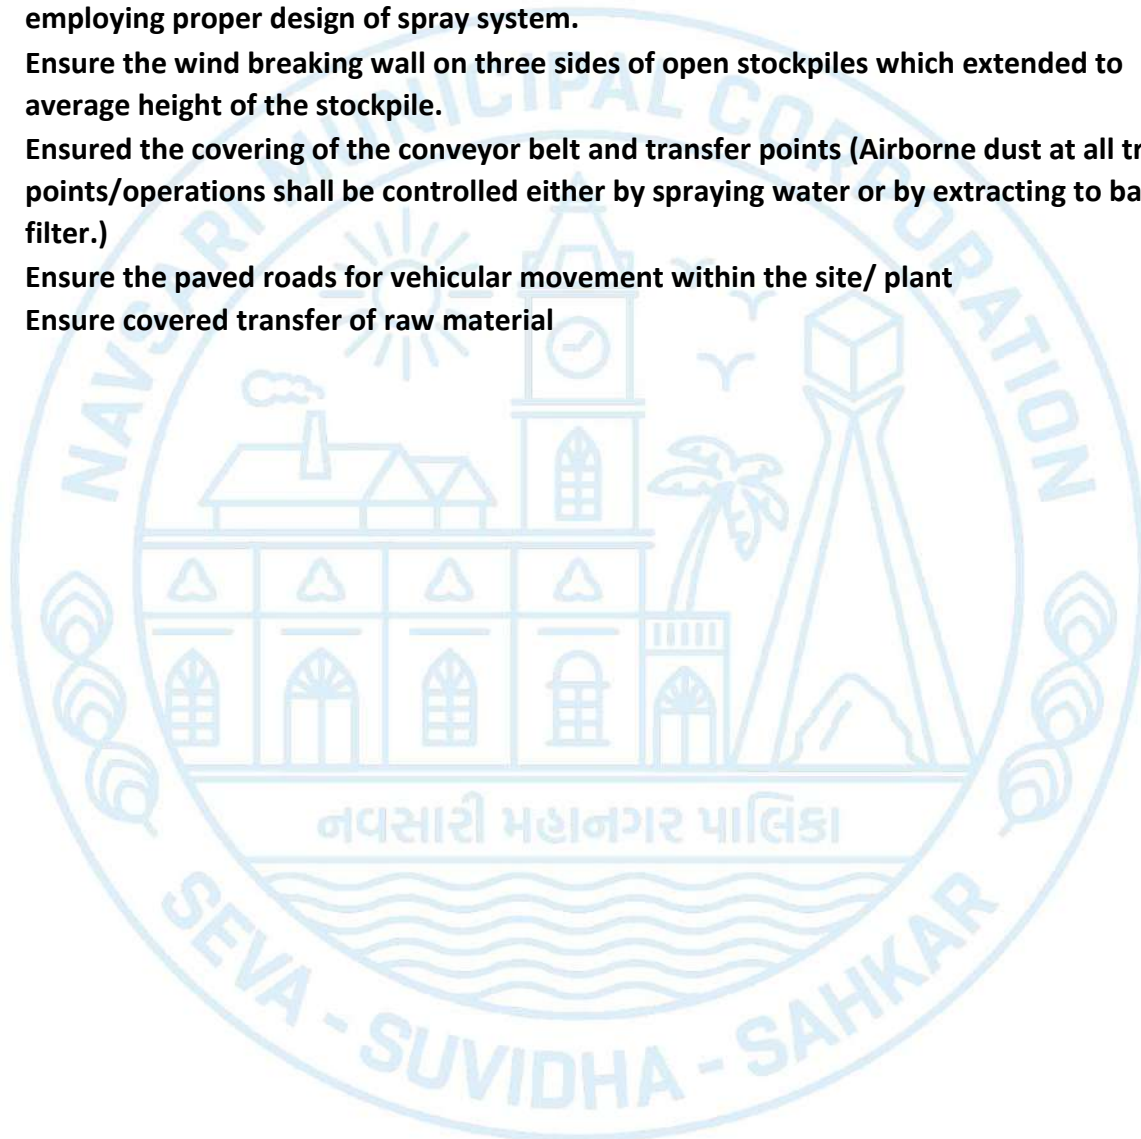 employing proper design of spray system.
Ensure the wind breaking wall on three sides of open stockpiles which extended to
average height of the stockpile.
Ensured the covering of the conveyor belt and transfer points (Airborne dust at all
points/operations shall be controlled either by spraying water or by extracting to
filter.)
Ensure the paved roads for vehicular movement within the site/ plant
Ensure covered transfer of raw material
NAVSARI MUNICIPAL CORPORATION
નવસારી મહાનગર પાલિકા
SEVA - SUVIDHA - SAHKAR